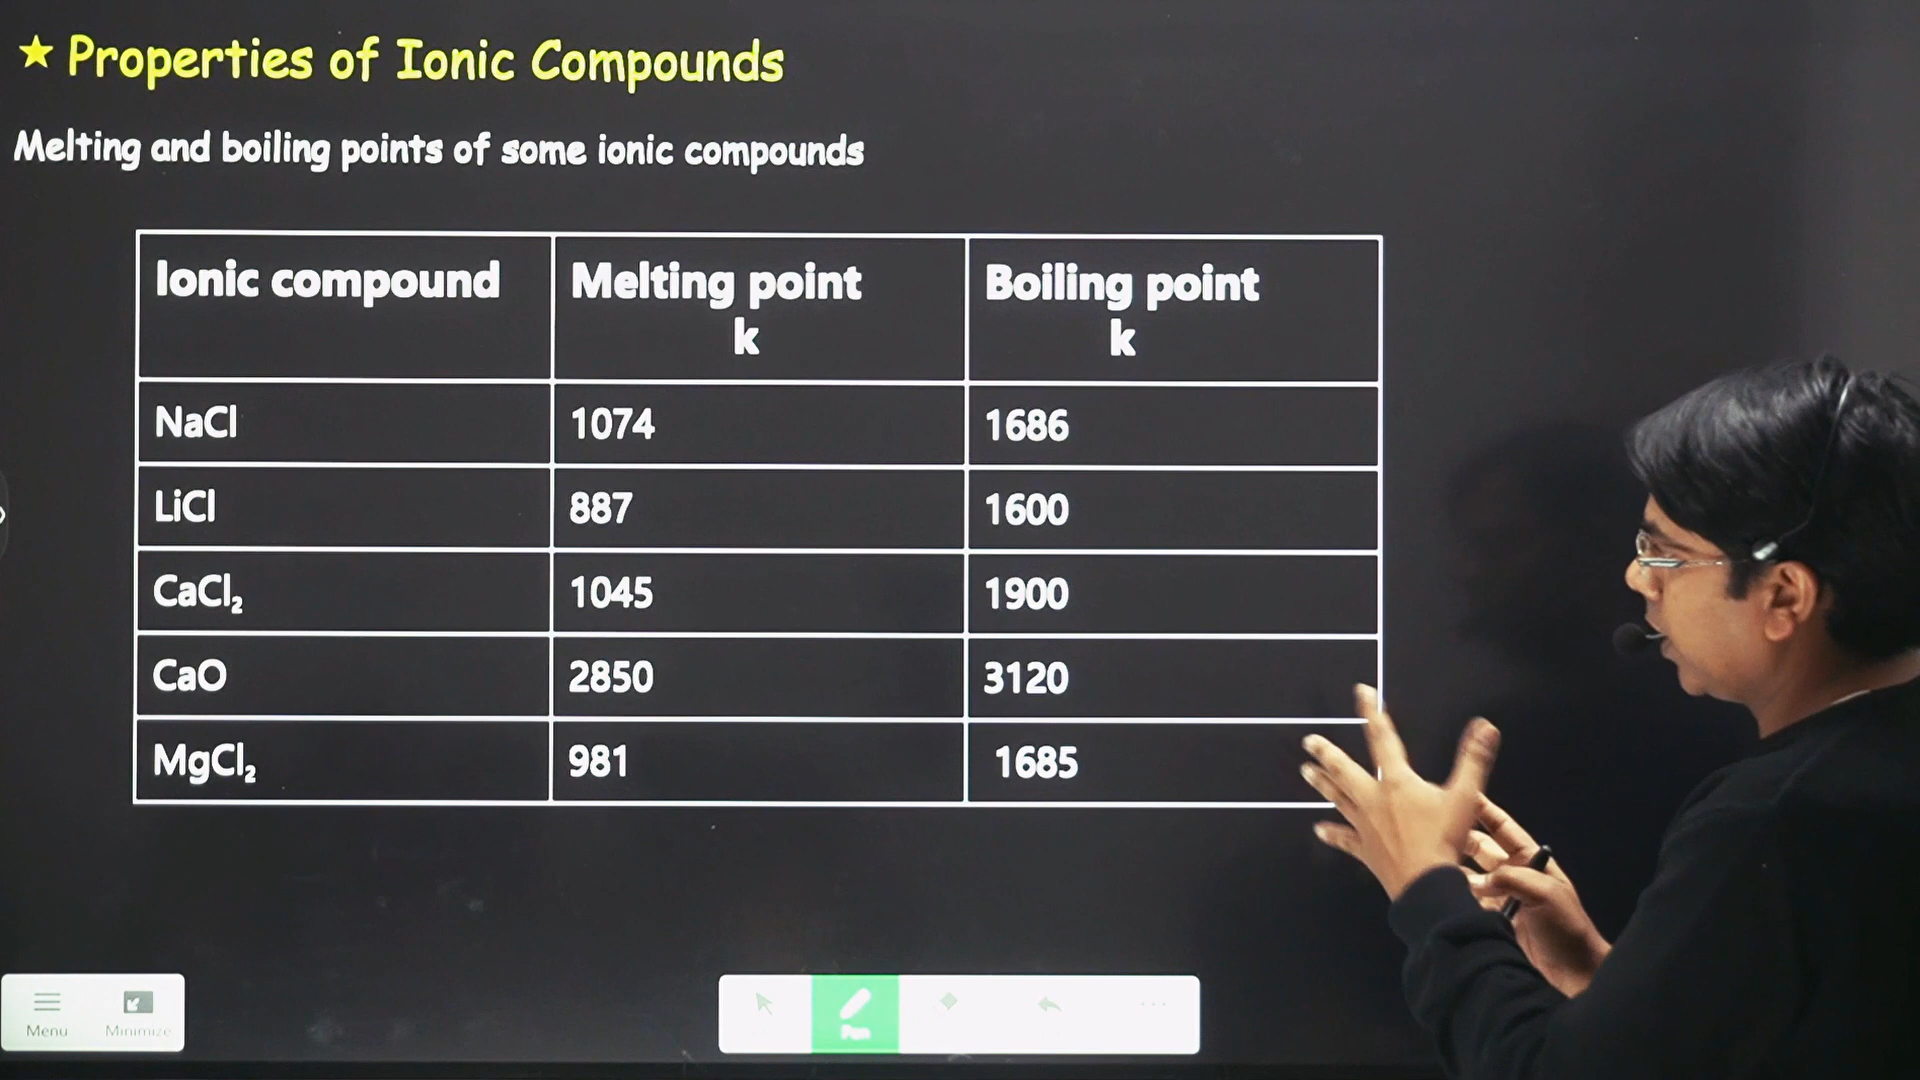 ★ Properties of Ionic Compounds
Melting and boiling points of some ionic compounds
Ionic compound Melting point k Boiling point k
NaCl 1074 1686
LiCl 887 1600
CaCl₂ 1045 1900
CaO 2850 3120
MgCl₂ 981 1685
Menu Minimize Pen